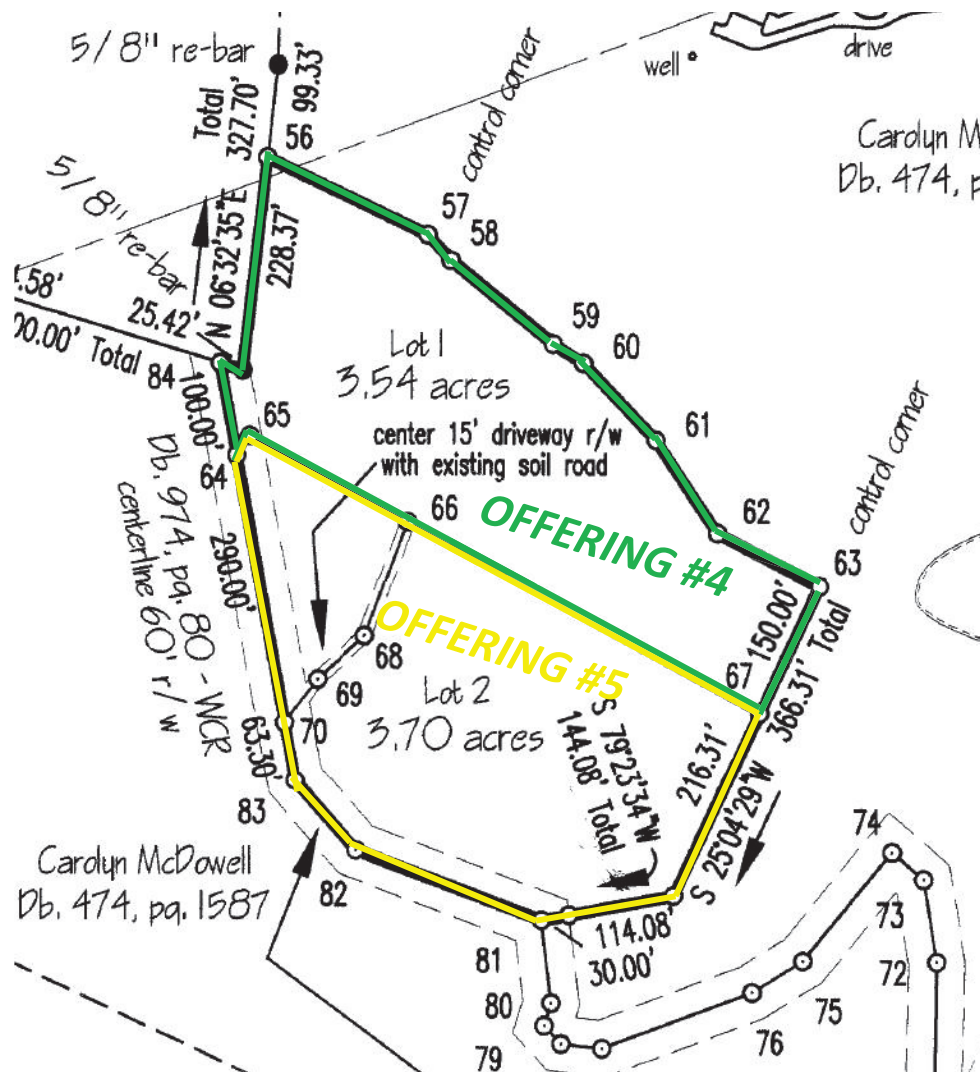 5/8" re-bar
Total
327.70'
99.33'
56
control corner
well
drive
Carolyn M
Db. 474, p
5/8" re-bar
N 06°32'35" E
228.37'
57
58
.58'
00.00' Total
25.42'
84
100.00'
Lot 1
3.54 acres
59
60
61
center 15' driveway r/w
with existing soil road
65
64
66
62
control corner
63
OFFERING #4
Db. 974, pg. 80 - WCR
centerline 60' r/w
290.00'
150.00'
366.31' Total
67
68
OFFERING #5
69
Lot 2
3.70 acres
70
63.30'
S 79°23'34" W
144.08' Total
216.31'
S 25°04'29" W
83
Carolyn McDowell
Db. 474, pg. 1587
82
81
114.08'
30.00'
74
73
72
80
75
76
79